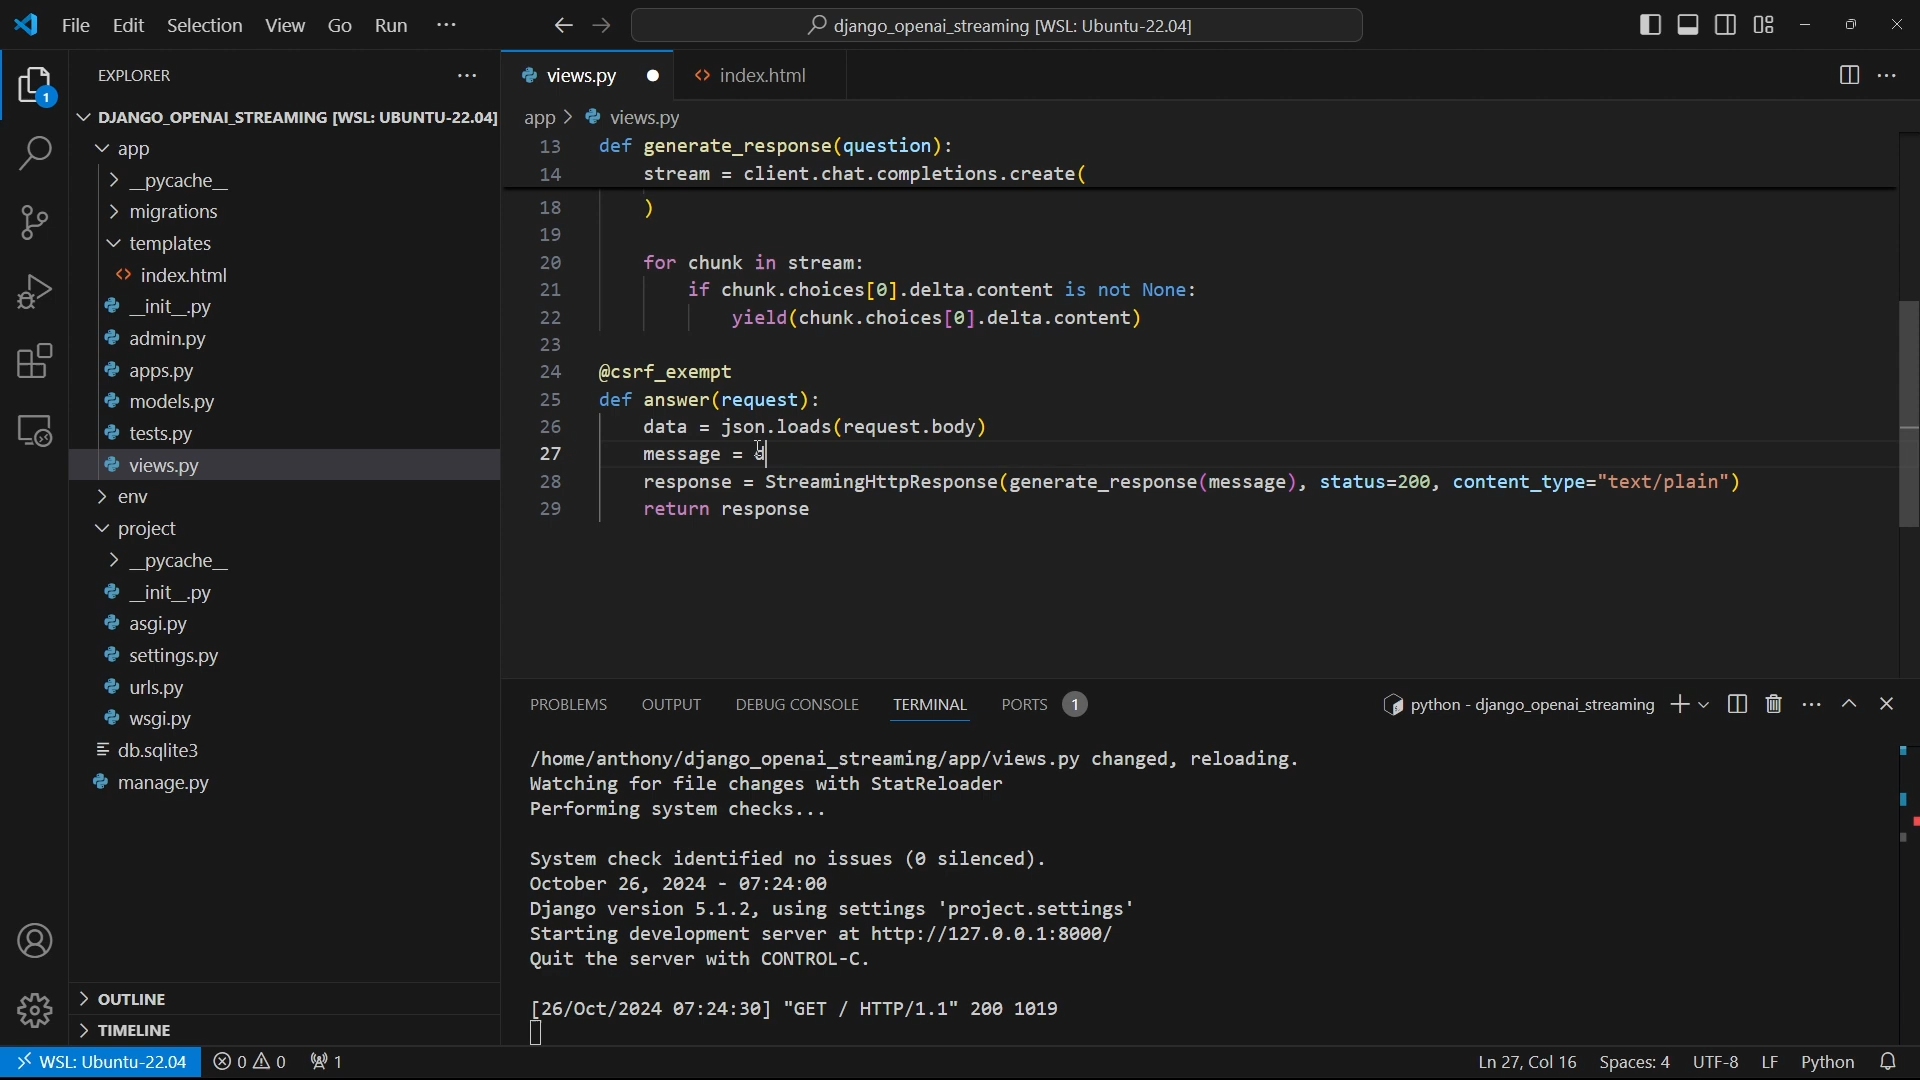 File Edit Selection View Go Run ··· django_openai_streaming [WSL: Ubuntu-22.04]
EXPLORER ···
views.py index.html
DJANGO_OPENAI_STREAMING [WSL: UBUNTU-22.04]
app > views.py
app
__pycache__
migrations
templates
index.html
__init__.py
admin.py
apps.py
models.py
tests.py
views.py
env
project
__pycache__
__init__.py
asgi.py
settings.py
urls.py
wsgi.py
db.sqlite3
manage.py
OUTLINE
TIMELINE
1
13 def generate_response(question):
14 stream = client.chat.completions.create(
18 )
19
20 for chunk in stream:
21 if chunk.choices[0].delta.content is not None:
22 yield(chunk.choices[0].delta.content)
23
24 @csrf_exempt
25 def answer(request):
26 data = json.loads(request.body)
27 message = d
28 response = StreamingHttpResponse(generate_response(message), status=200, content_type="text/plain")
29 return response
PROBLEMS OUTPUT DEBUG CONSOLE TERMINAL PORTS 1 python - django_openai_streaming
/home/anthony/django_openai_streaming/app/views.py changed, reloading.
Watching for file changes with StatReloader
Performing system checks...
System check identified no issues (0 silenced).
October 26, 2024 - 07:24:00
Django version 5.1.2, using settings 'project.settings'
Starting development server at http://127.0.0.1:8000/
Quit the server with CONTROL-C.
[26/Oct/2024 07:24:30] "GET / HTTP/1.1" 200 1019
WSL: Ubuntu-22.04 0 0 1 Ln 27, Col 16 Spaces: 4 UTF-8 LF Python